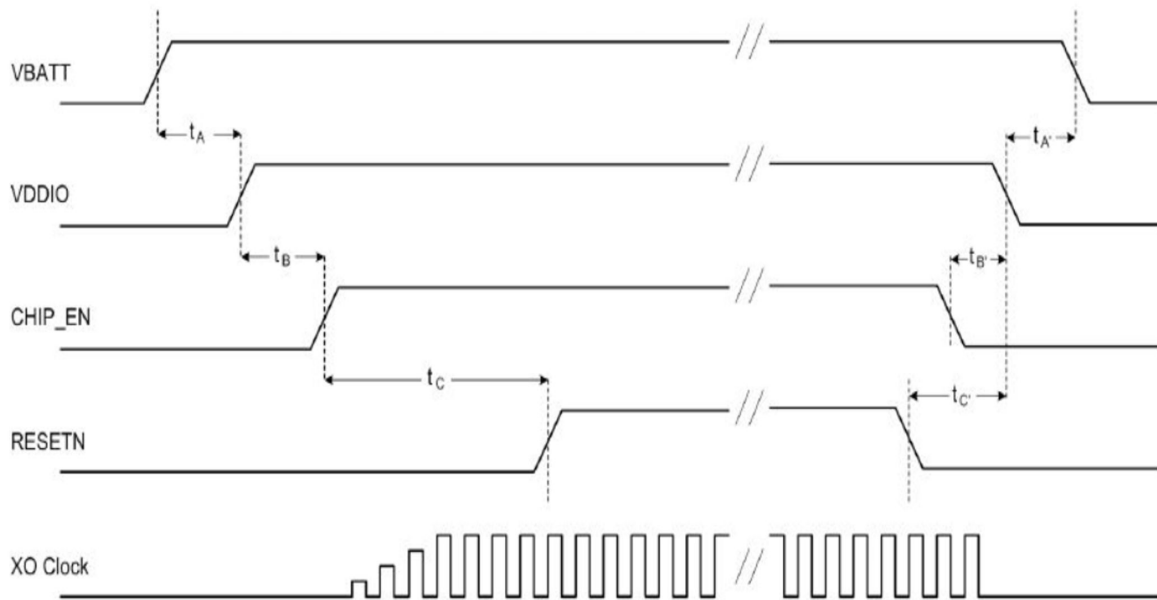 VBATT
tA
tA'
VDDIO
tB
tB'
CHIP_EN
tC
tC'
RESETN
XO Clock